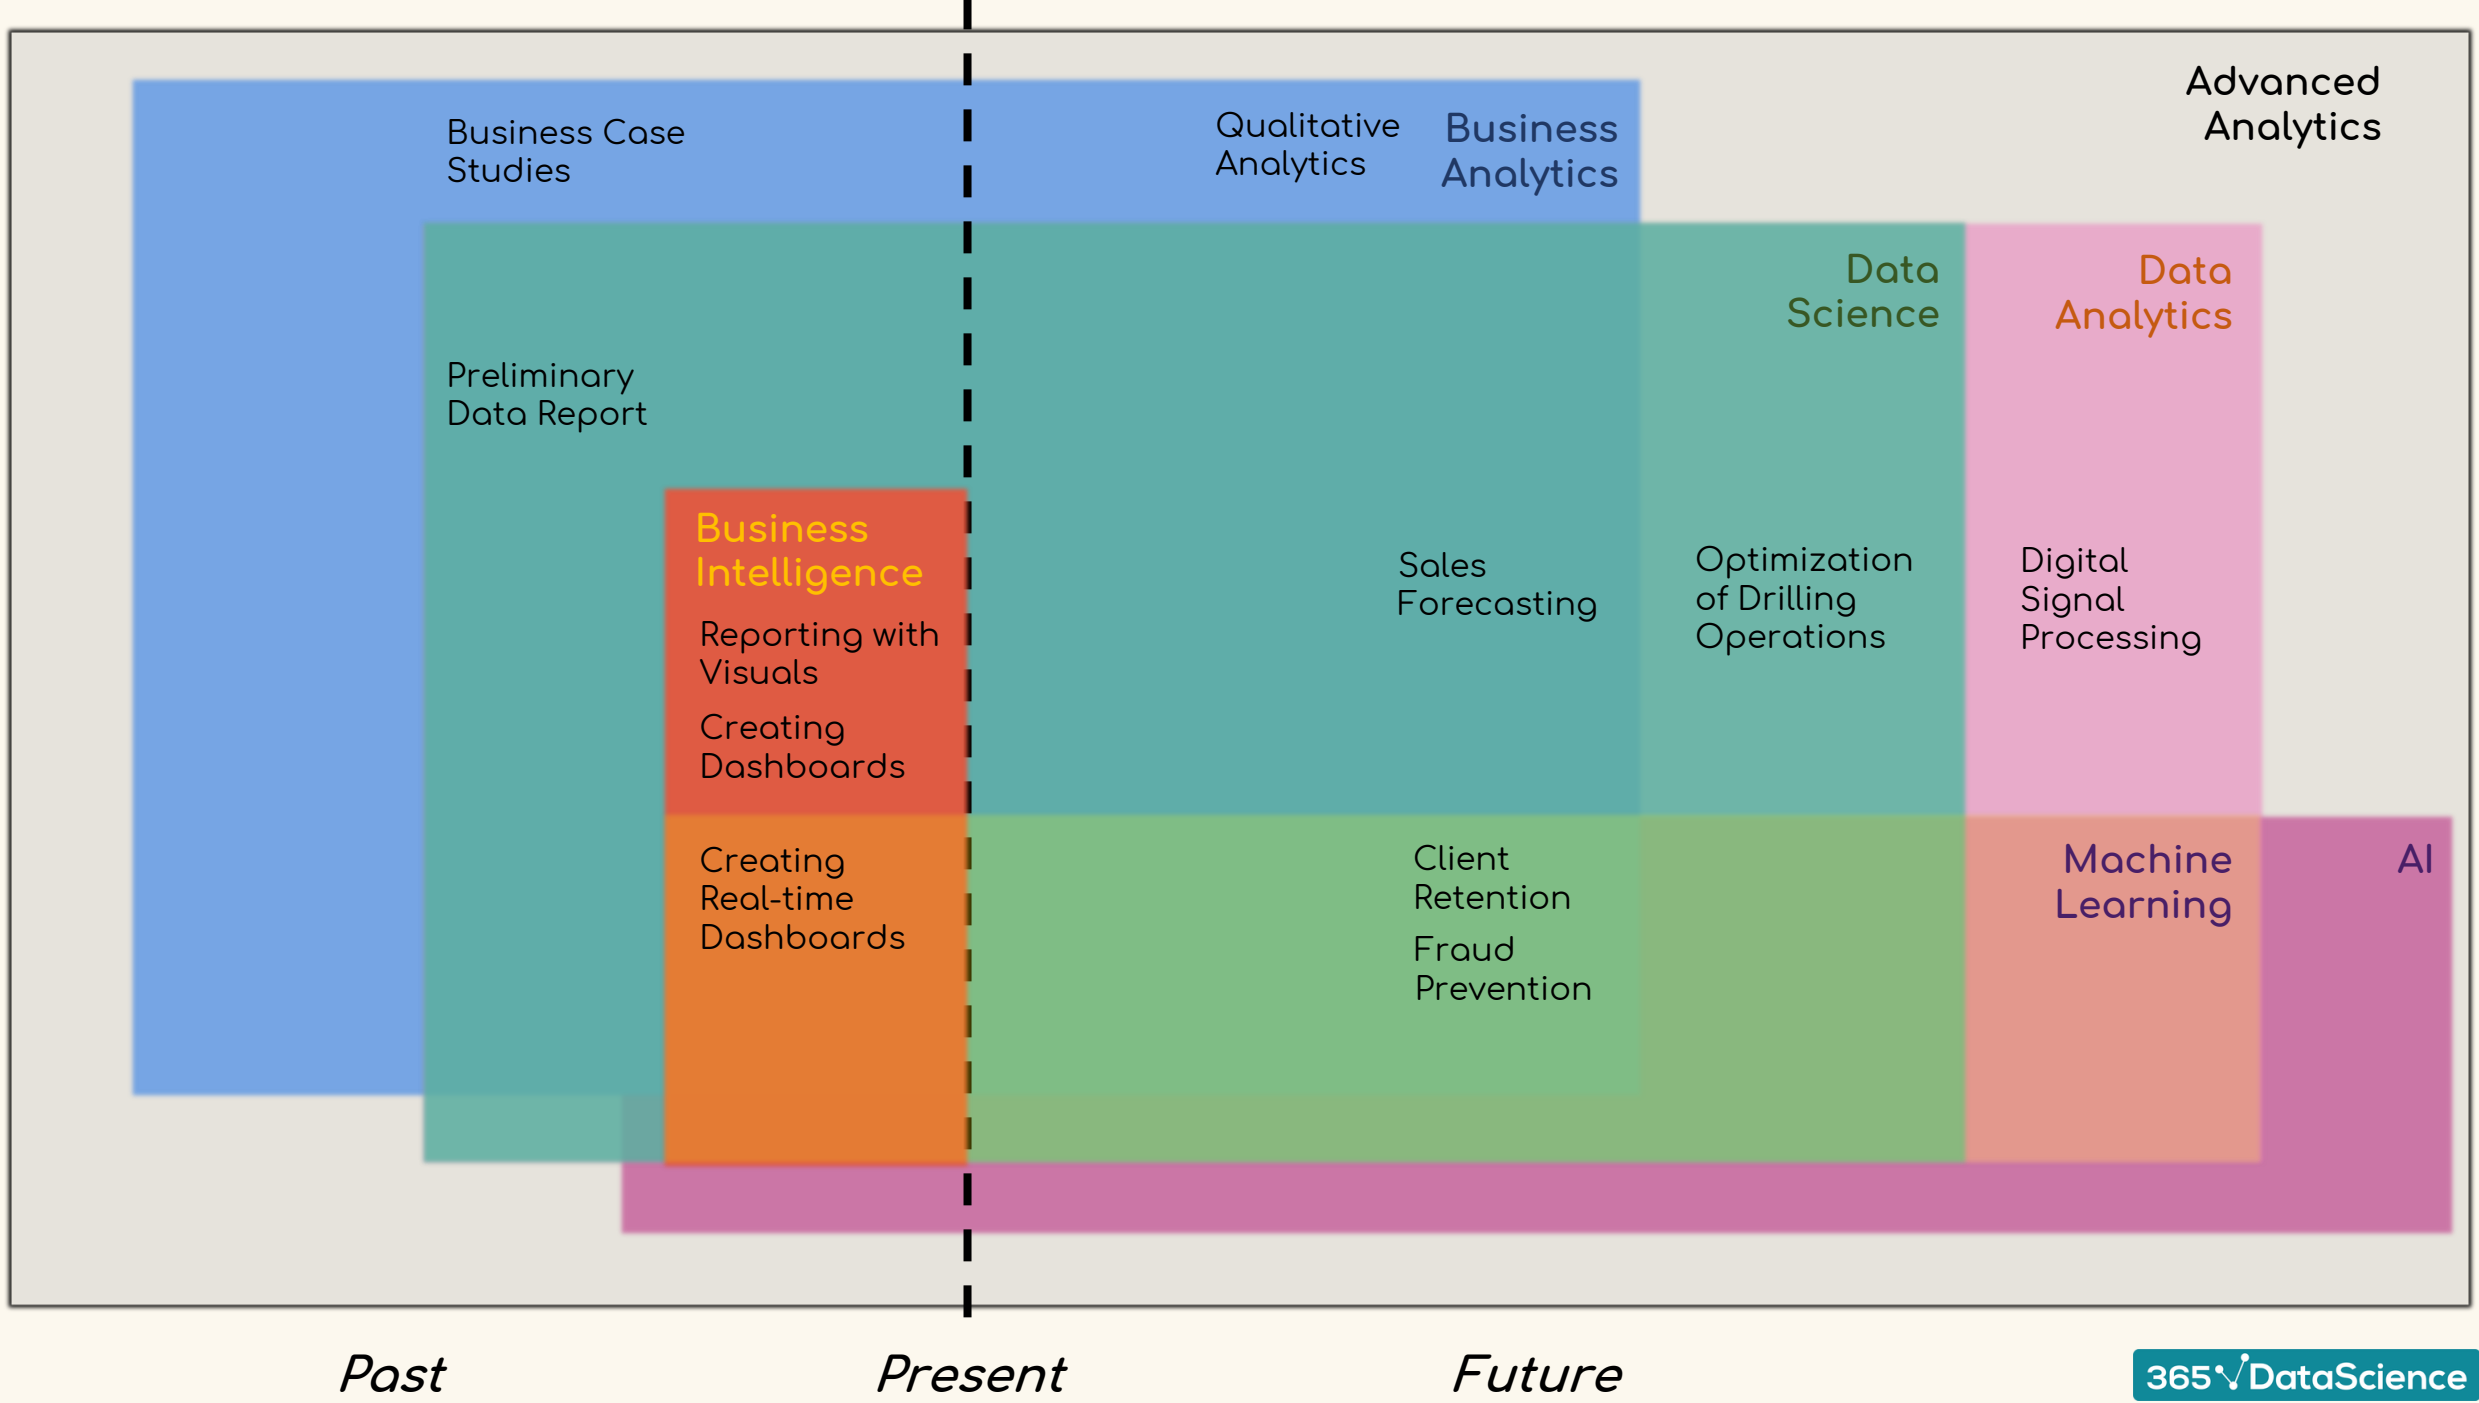 Advanced
Analytics
Business Case
Studies
Qualitative
Analytics
Business
Analytics
Data
Science
Data
Analytics
Preliminary
Data Report
Business
Intelligence
Reporting with
Visuals
Creating
Dashboards
Sales
Forecasting
Optimization
of Drilling
Operations
Digital
Signal
Processing
Creating
Real-time
Dashboards
Client
Retention
Fraud
Prevention
Machine
Learning
AI
Past
Present
Future
365 DataScience